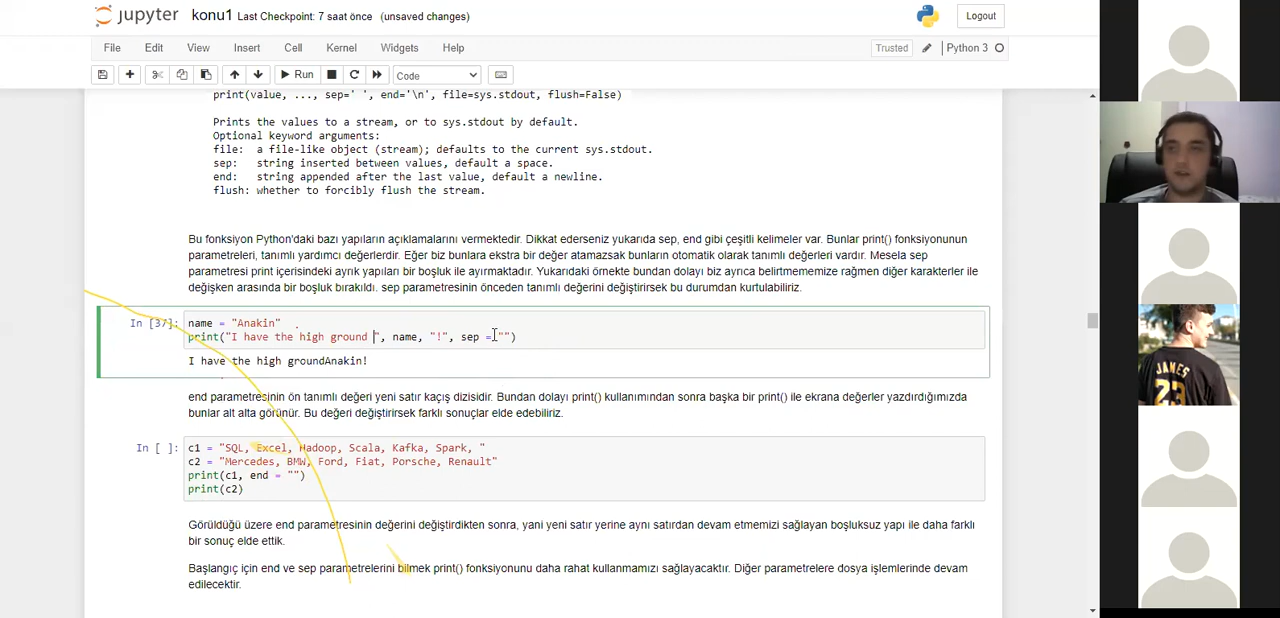 jupyter konu1 Last Checkpoint: 7 saat önce (unsaved changes) Logout
File Edit View Insert Cell Kernel Widgets Help Trusted Python 3
Run Code
print(value, ..., sep=' ', end='\n', file=sys.stdout, flush=False)
Prints the values to a stream, or to sys.stdout by default.
Optional keyword arguments:
file: a file-like object (stream); defaults to the current sys.stdout.
sep: string inserted between values, default a space.
end: string appended after the last value, default a newline.
flush: whether to forcibly flush the stream.
Bu fonksiyon Python'daki bazı yapıların açıklamalarını vermektedir. Dikkat ederseniz yukarıda sep, end gibi çeşitli kelimeler var. Bunlar print() fonksiyonunun
parametreleri, tanımlı yardımcı değerlerdir. Eğer biz bunlara ekstra bir değer atamazsak bunların otomatik olarak tanımlı değerleri vardır. Mesela sep
parametresi print içerisindeki ayrık yapıları bir boşluk ile ayırmaktadır. Yukarıdaki örnekte bundan dolayı biz ayrıca belirtmememize rağmen diğer karakterler ile
değişken arasında bir boşluk bırakıldı. sep parametresinin önceden tanımlı değerini değiştirirsek bu durumdan kurtulabiliriz.
In [37]: name = "Anakin"
print("I have the high ground ", name, "!", sep = "")
I have the high groundAnakin!
end parametresinin ön tanımlı değeri yeni satır kaçış dizisidir. Bundan dolayı print() kullanımından sonra başka bir print() ile ekrana değerler yazdırdığımızda
bunlar alt alta görünür. Bu değeri değiştirirsek farklı sonuçlar elde edebiliriz.
In [ ]: c1 = "SQL, Excel, Hadoop, Scala, Kafka, Spark, "
c2 = "Mercedes, BMW, Ford, Fiat, Porsche, Renault"
print(c1, end = "")
print(c2)
Görüldüğü üzere end parametresinin değerini değiştirdikten sonra, yani yeni satır yerine aynı satırdan devam etmemizi sağlayan boşluksuz yapı ile daha farklı
bir sonuç elde ettik.
Başlangıç için end ve sep parametrelerini bilmek print() fonksiyonunu daha rahat kullanmamızı sağlayacaktır. Diğer parametrelere dosya işlemlerinde devam
edilecektir.
JAMES
23